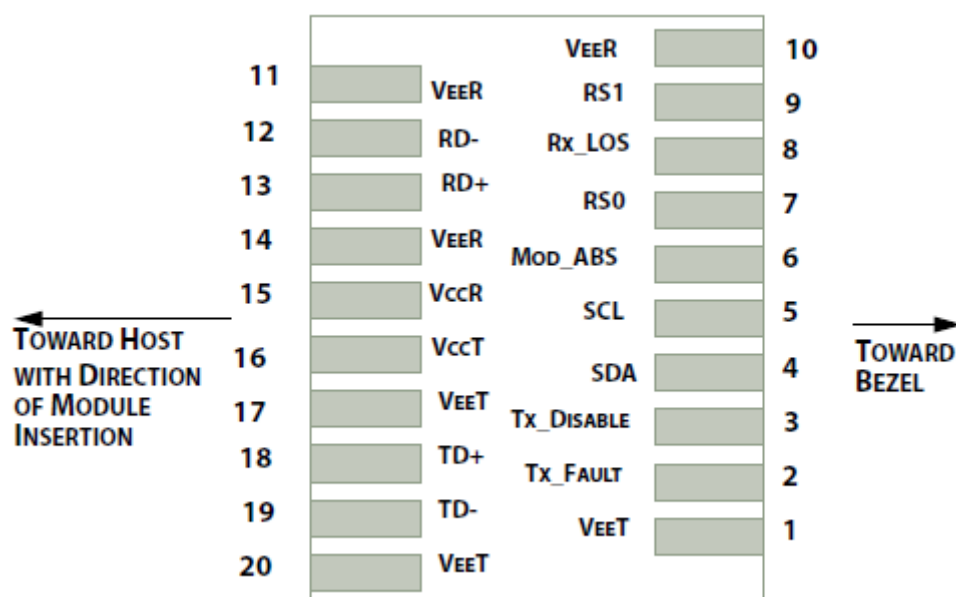 11 VEER
12 RD-
13 RD+
14 VEER
15 VCCR
16 VCCT
17 VEET
18 TD+
19 TD-
20 VEET
VEER 10
RS1 9
Rx_LOS 8
RS0 7
MOD_ABS 6
SCL 5
SDA 4
TX_DISABLE 3
TX_FAULT 2
VEET 1
TOWARD HOST
WITH DIRECTION
OF MODULE
INSERTION
TOWARD
BEZEL